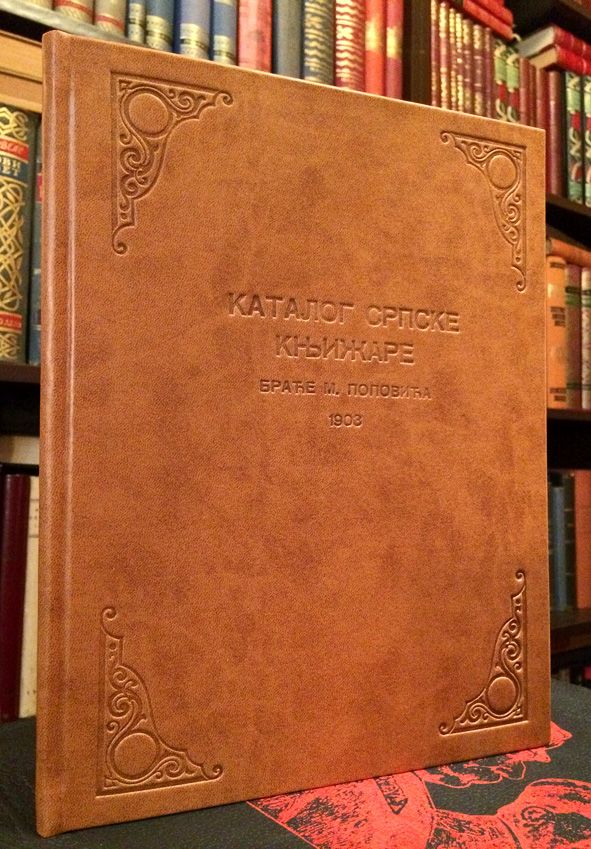 КАТАЛОГ СРПСКЕ
КЊИЖАРЕ
БРАЋЕ М. ПОПОВИЋА
1903